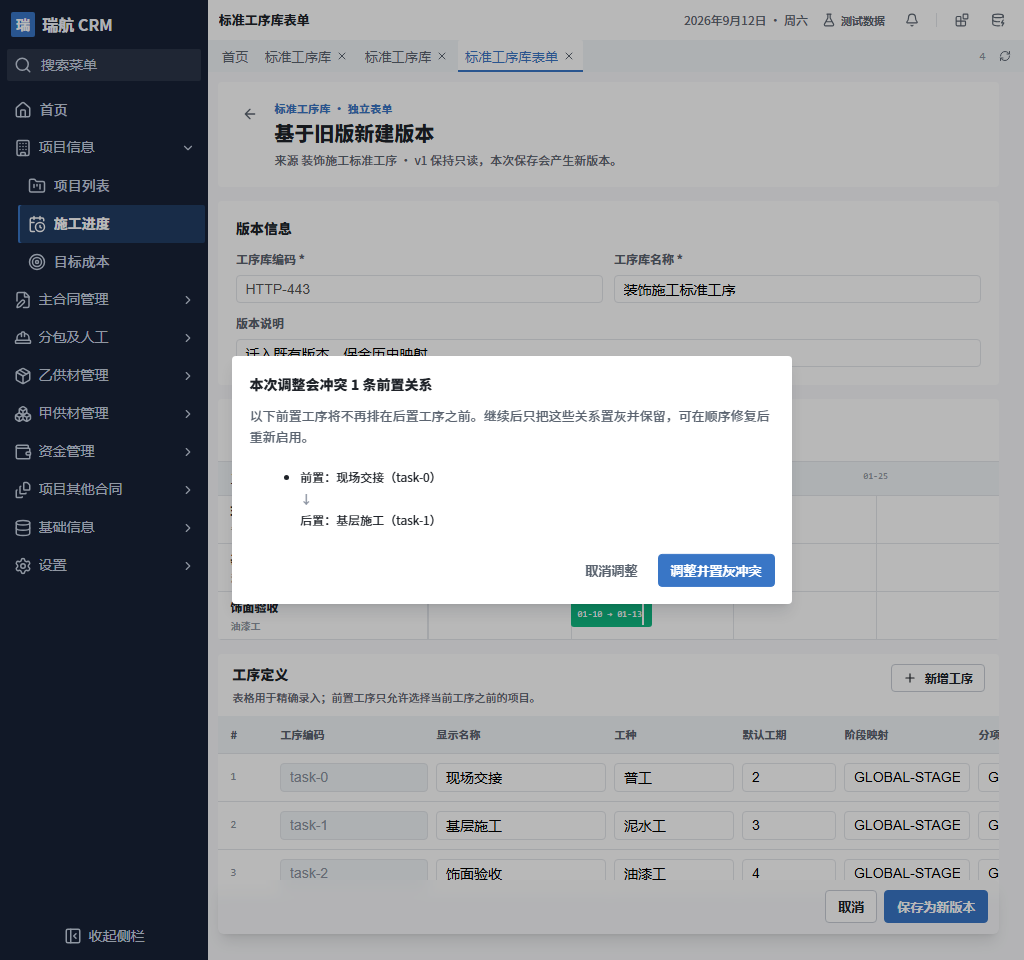 瑞 瑞航 CRM
搜索菜单
首页
项目信息
项目列表
施工进度
目标成本
主合同管理
分包及人工
乙供材管理
甲供材管理
资金管理
项目其他合同
基础信息
设置
收起侧栏
标准工序库表单
2026年9月12日 · 周六 测试数据
首页 标准工序库 × 标准工序库 × 标准工序库表单 × 4
标准工序库 · 独立表单
基于旧版新建版本
来源 装饰施工标准工序 · v1 保持只读，本次保存会产生新版本。
版本信息
工序库编码 * 工序库名称 *
HTTP-443 装饰施工标准工序
版本说明
迁入既有版本，保全历史映射
本次调整会冲突 1 条前置关系
以下前置工序将不再排在后置工序之前。继续后只把这些关系置灰并保留，可在顺序修复后
重新启用。
• 前置：现场交接（task-0）
↓
后置：基层施工（task-1）
取消调整 调整并置灰冲突
01-25
饰面验收
油漆工
01-10 → 01-13
工序定义
表格用于精确录入；前置工序只允许选择当前工序之前的项目。
+ 新增工序
# 工序编码 显示名称 工种 默认工期 阶段映射 分项
1 task-0 现场交接 普工 2 GLOBAL-STAGE G
2 task-1 基层施工 泥水工 3 GLOBAL-STAGE G
3 task-2 饰面验收 油漆工 4 GLOBAL-STAGE G
取消 保存为新版本